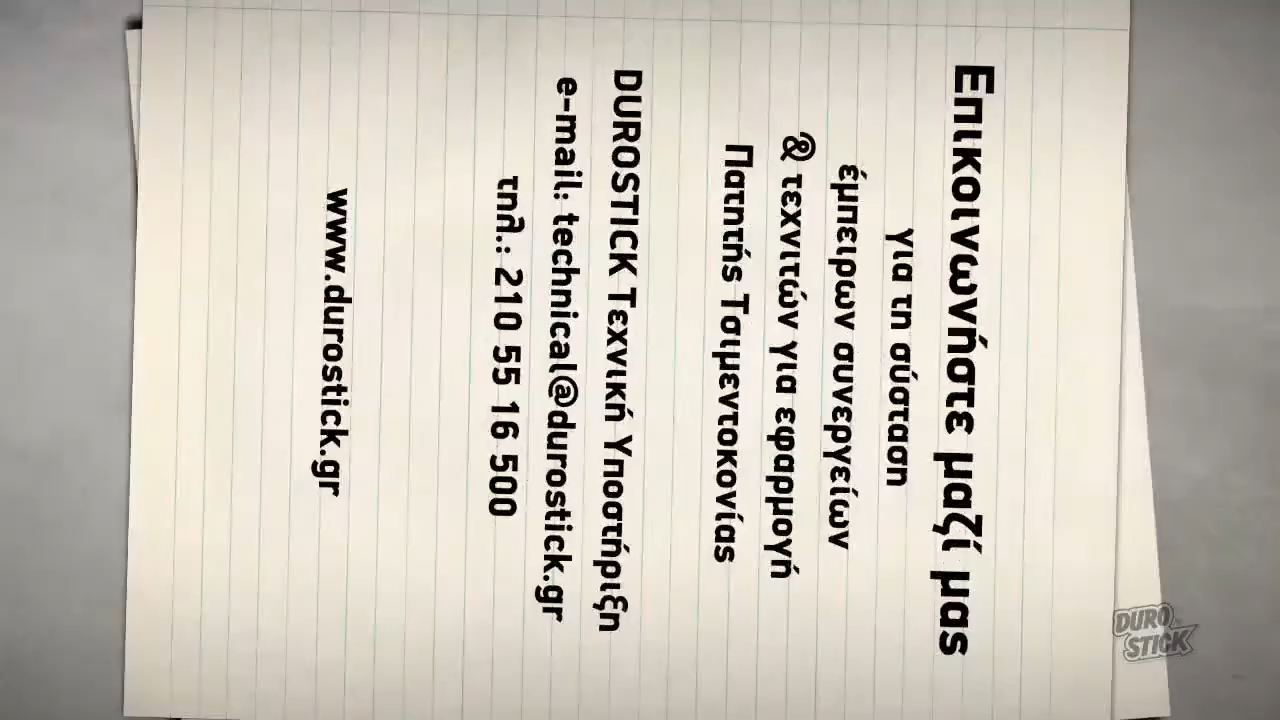 Επικοινωνήστε μαζί μας
για τη σύσταση
έμπειρων συνεργείων
& τεχνιτών για εφαρμογή
Πατητής Τσιμεντοκονίας
DUROSTICK Τεχνική Υποστήριξη
e-mail: technical@durostick.gr
τηλ.: 210 55 16 500
www.durostick.gr
DURO
STICK